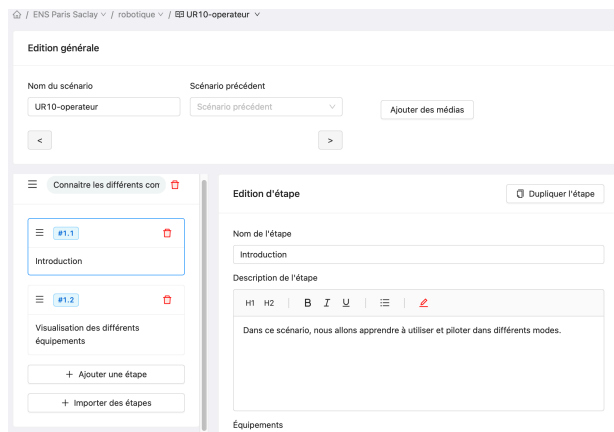 / ENS Paris Saclay / robotique / UR10-operateur
Edition générale
Nom du scénario
Scénario précédent
UR10-operateur
Scénario précédent
Ajouter des médias
<
>
Connaitre les différents com
#1.1
Introduction
#1.2
Visualisation des différents
équipements
+ Ajouter une étape
+ Importer des étapes
Edition d'étape
Dupliquer l'étape
Nom de l'étape
Introduction
Description de l'étape
H1 H2 B I U
Dans ce scénario, nous allons apprendre à utiliser et piloter dans différents modes.
Équipements